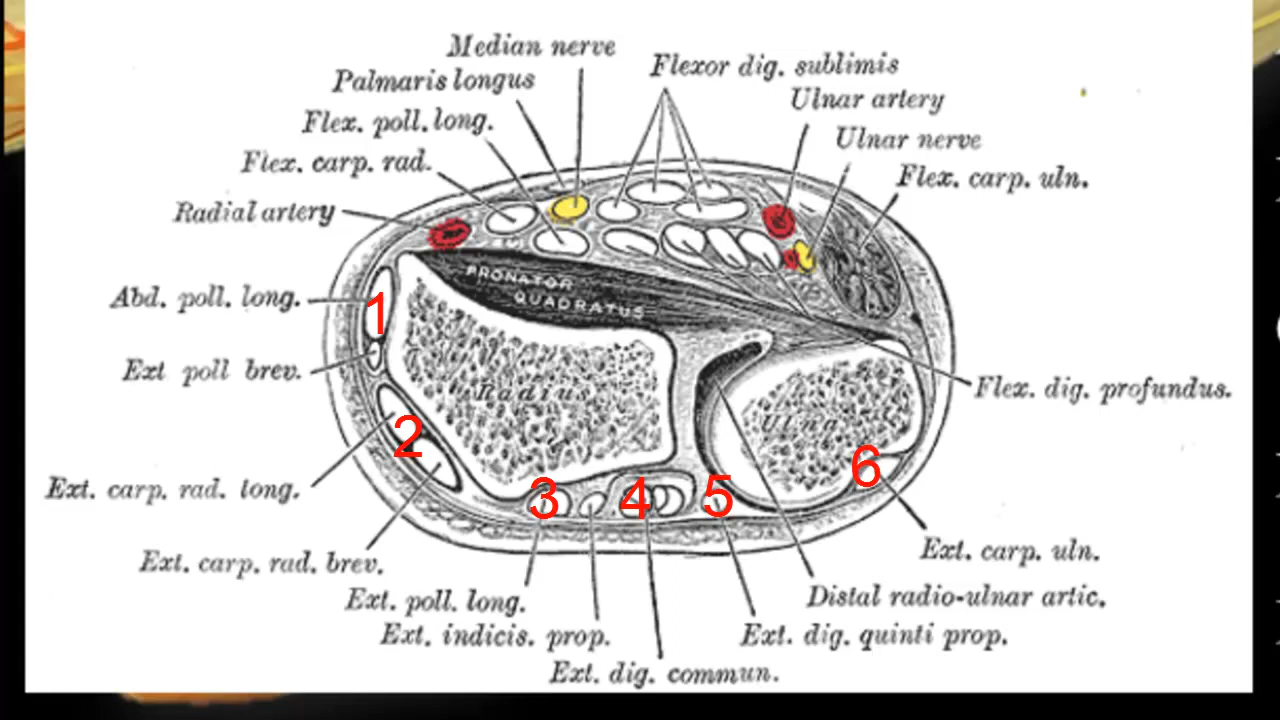 Median nerve
Palmaris longus
Flexor dig. sublimis
Ulnar artery
Flex. poll. long.
Ulnar nerve
Flex. carp. rad.
Flex. carp. uln.
Radial artery
PRONATOR
QUADRATUS
Abd. poll. long.
1
Ext poll brev.
Radius
Flex. dig. profundus.
Ulna
2
6
Ext. carp. rad. long.
3
4
5
Ext. carp. rad. brev.
Ext. carp. uln.
Ext. poll. long.
Distal radio-ulnar artic.
Ext. indicis. prop.
Ext. dig. quinti prop.
Ext. dig. commun.